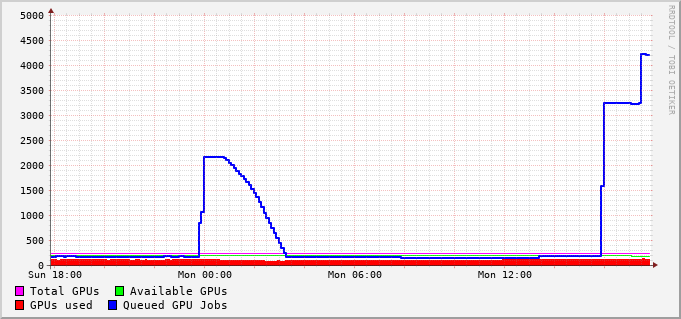 5000
4500
4000
3500
3000
2500
2000
1500
1000
500
0
Sun 18:00 Mon 00:00 Mon 06:00 Mon 12:00
Total GPUs Available GPUs
GPUs used Queued GPU Jobs
RRDTOOL / TOBI OETIKER